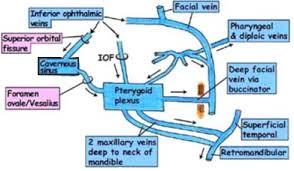 Inferior ophthalmic
veins
Facial vein
Superior orbital
fissure
Pharyngeal
& diploic veins
IOF
Cavernous
sinus
Foramen
ovale/Vesalius
Pterygoid
plexus
Deep facial
vein via
buccinator
2 maxillary veins
deep to neck of
mandible
Superficial
temporal
Retromandibular